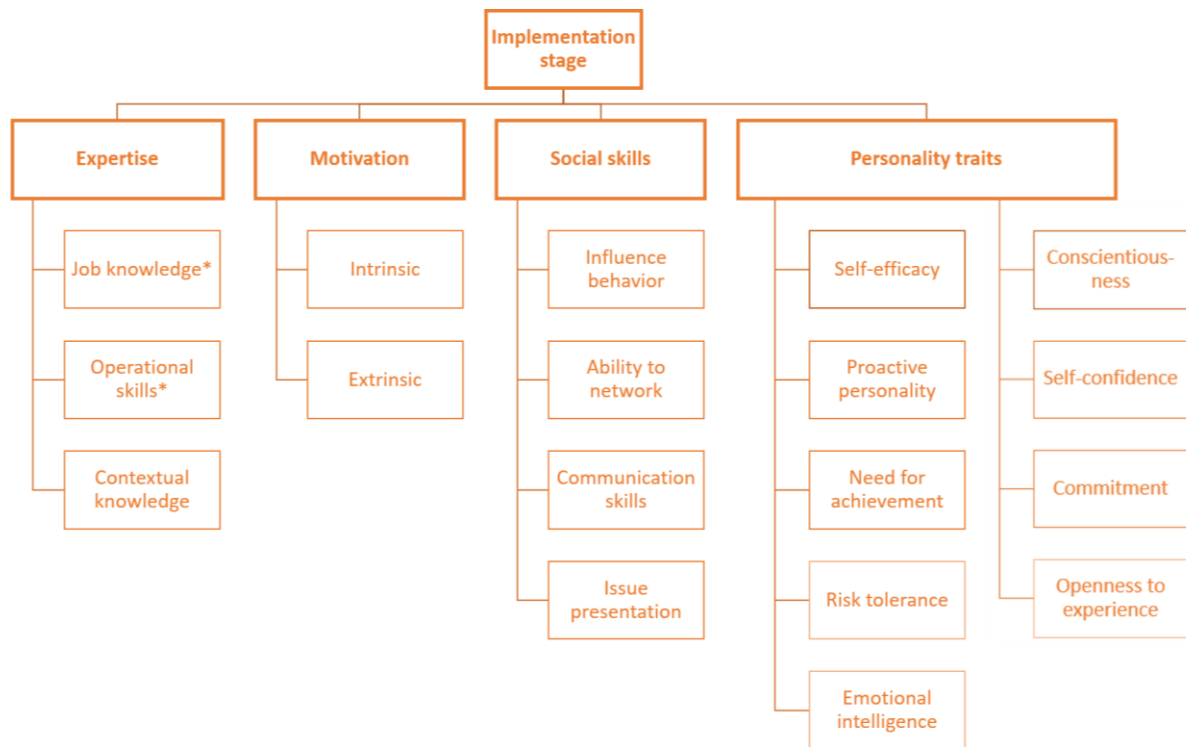 Implementation
stage
Expertise
Motivation
Social skills
Personality traits
Job knowledge*
Operational
skills*
Contextual
knowledge
Intrinsic
Extrinsic
Influence
behavior
Ability to
network
Communication
skills
Issue
presentation
Self-efficacy
Proactive
personality
Need for
achievement
Risk tolerance
Emotional
intelligence
Conscientious-
ness
Self-confidence
Commitment
Openness to
experience